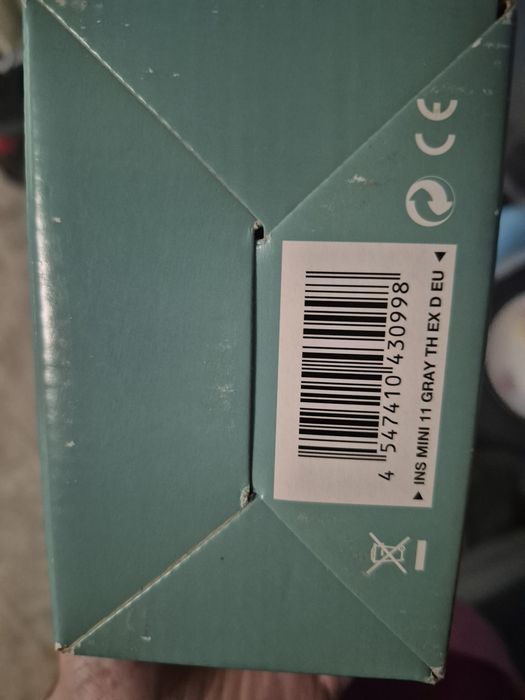 CE
4 547410 430998
▶ INS MINI 11 GRAY TH EX D EU ◀